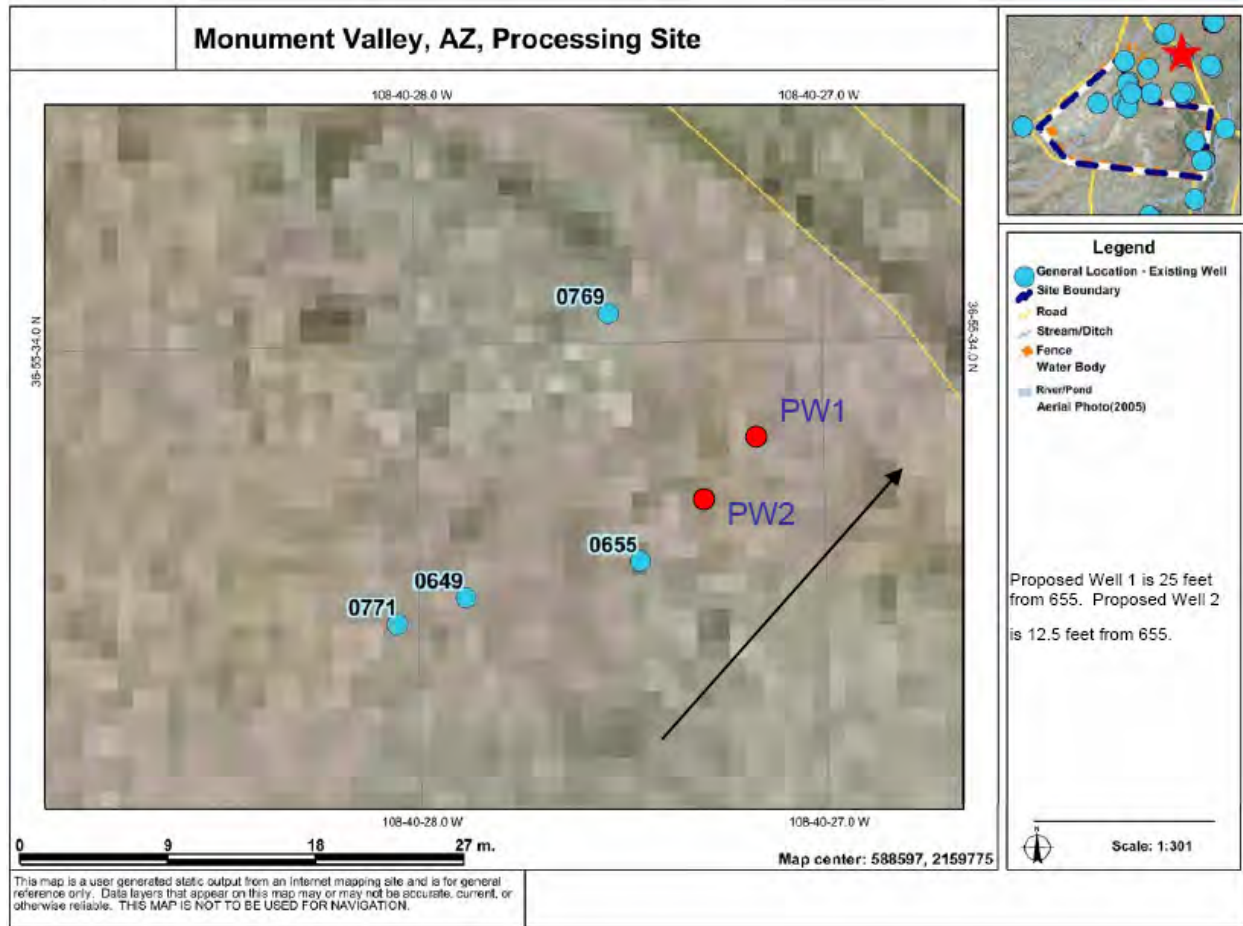 Monument Valley, AZ, Processing Site
108-40-28.0 W
108-40-27.0 W
36-55-34.0 N
36-55-34.0 N
0769
PW1
PW2
0655
0649
0771
108-40-28.0 W
108-40-27.0 W
0
9
18
27 m.
Map center: 588597, 2159775
This map is a user generated static output from an Internet mapping site and is for general
reference only. Data layers that appear on this map may or may not be accurate, current, or
otherwise reliable. THIS MAP IS NOT TO BE USED FOR NAVIGATION.
Legend
General Location - Existing Well
Site Boundary
Road
Stream/Ditch
Fence
Water Body
River/Pond
Aerial Photo(2005)
Proposed Well 1 is 25 feet
from 655. Proposed Well 2
is 12.5 feet from 655.
N
Scale: 1:301